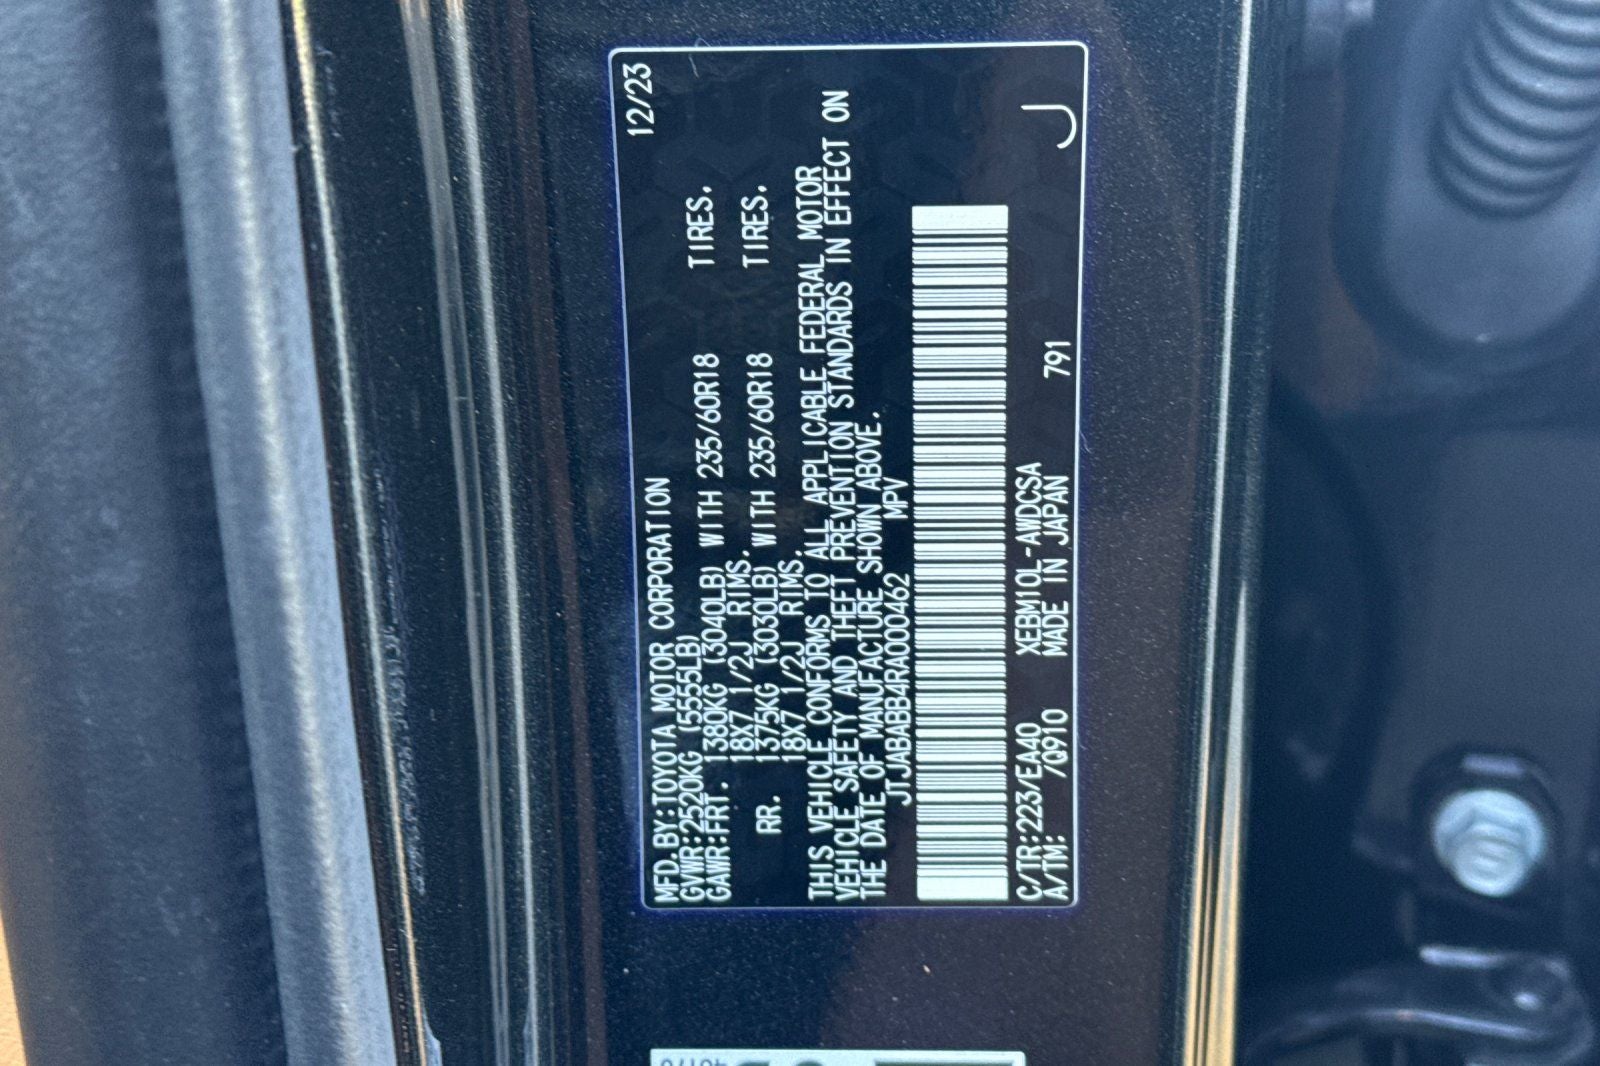 MFD.BY:TOYOTA MOTOR CORPORATION 12/23
GVWR:2520KG (5555LB)
GAWR:FRT. 1380KG (3040LB) WITH 235/60R18 TIRES,
18X7 1/2J RIMS.
RR. 1375KG (3030LB) WITH 235/60R18 TIRES,
18X7 1/2J RIMS.
THIS VEHICLE CONFORMS TO ALL APPLICABLE FEDERAL MOTOR
VEHICLE SAFETY AND THEFT PREVENTION STANDARDS IN EFFECT ON
THE DATE OF MANUFACTURE SHOWN ABOVE.
JTJABABB4RA000462 MPV
C/TR:223/EA40 XEBM10L-AWDCSA
A/TM: /Q910 MADE IN JAPAN 791 J